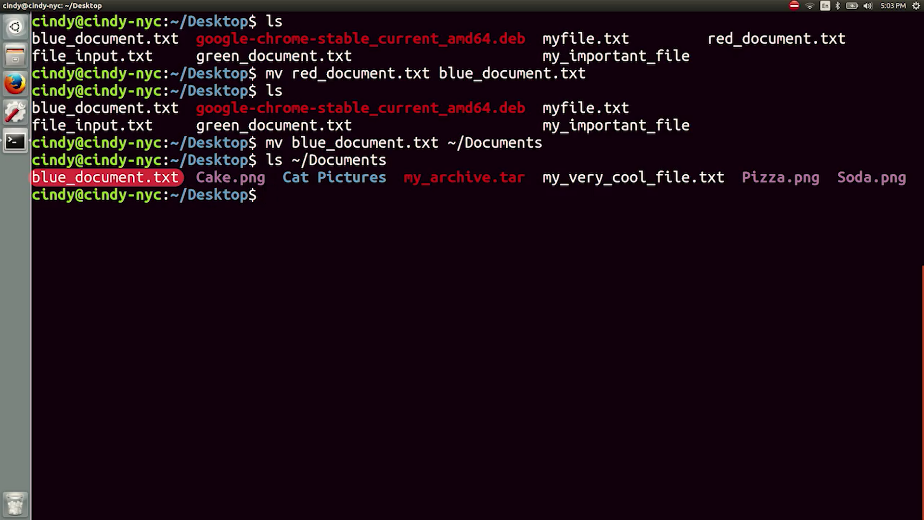 cindy@cindy-nyc: ~/Desktop En 5:03 PM
cindy@cindy-nyc:~/Desktop$ ls
blue_document.txt google-chrome-stable_current_amd64.deb myfile.txt red_document.txt
file_input.txt green_document.txt my_important_file
cindy@cindy-nyc:~/Desktop$ mv red_document.txt blue_document.txt
cindy@cindy-nyc:~/Desktop$ ls
blue_document.txt google-chrome-stable_current_amd64.deb myfile.txt
file_input.txt green_document.txt my_important_file
cindy@cindy-nyc:~/Desktop$ mv blue_document.txt ~/Documents
cindy@cindy-nyc:~/Desktop$ ls ~/Documents
blue_document.txt Cake.png Cat Pictures my_archive.tar my_very_cool_file.txt Pizza.png Soda.png
cindy@cindy-nyc:~/Desktop$